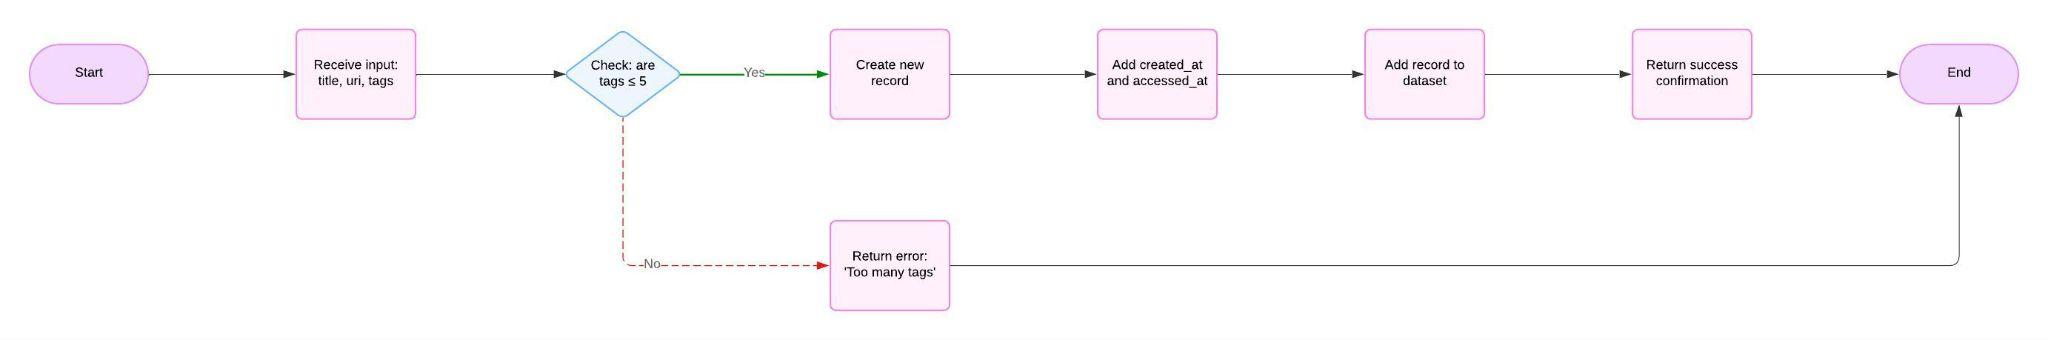 Start
Receive input:
title, uri, tags
Check: are
tags ≤ 5
Yes
Create new
record
Add created_at
and accessed_at
Add record to
dataset
Return success
confirmation
End
No
Return error:
'Too many tags'